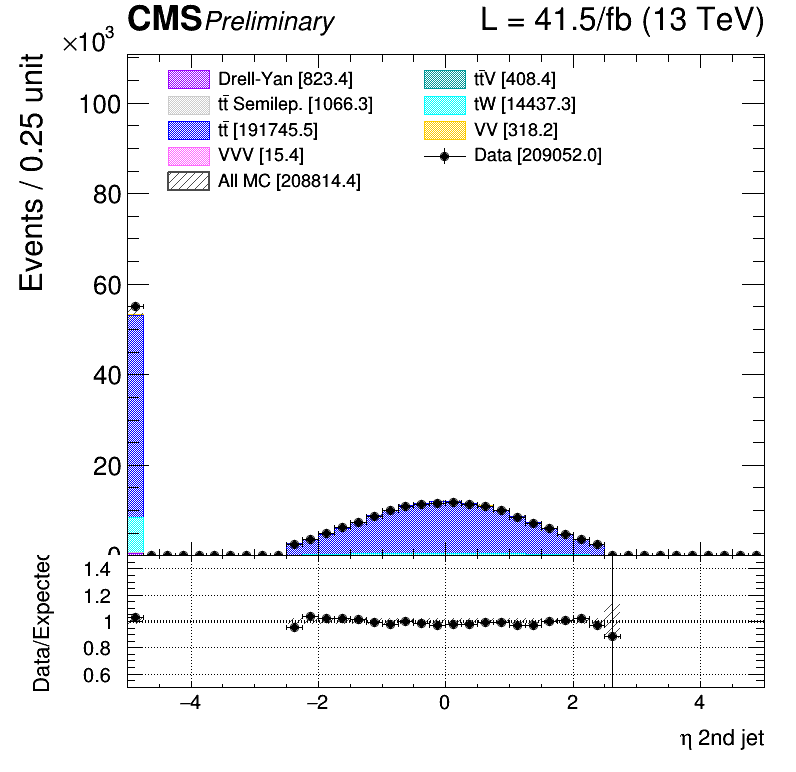 CMS Preliminary L = 41.5/fb (13 TeV)
×10³
Events / 0.25 unit
Drell-Yan [823.4]
tt̄ Semilep. [1066.3]
tt̄ [191745.5]
VVV [15.4]
All MC [208814.4]
tt̄V [408.4]
tW [14437.3]
VV [318.2]
Data [209052.0]
100
80
60
40
20
0
Data/Expected
1.4
1.2
1
0.8
0.6
−4 −2 0 2 4
η 2nd jet